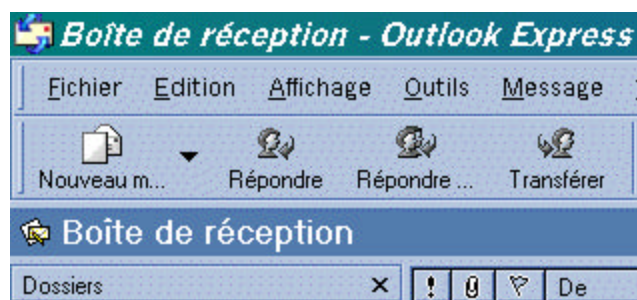 Boîte de réception - Outlook Express
Fichier Edition Affichage Outils Message
Nouveau m... Répondre Répondre ... Transférer
Boîte de réception
Dossiers × ! De